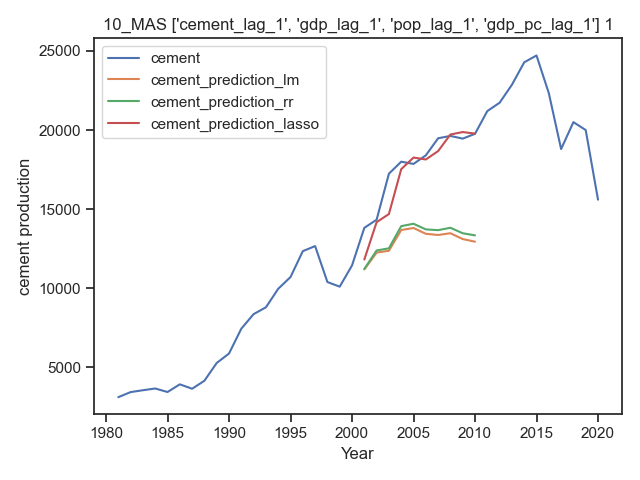 10_MAS ['cement_lag_1', 'gdp_lag_1', 'pop_lag_1', 'gdp_pc_lag_1'] 1
cement
cement_prediction_lm
cement_prediction_rr
cement_prediction_lasso
25000
20000
15000
10000
5000
cement production
1980 1985 1990 1995 2000 2005 2010 2015 2020
Year